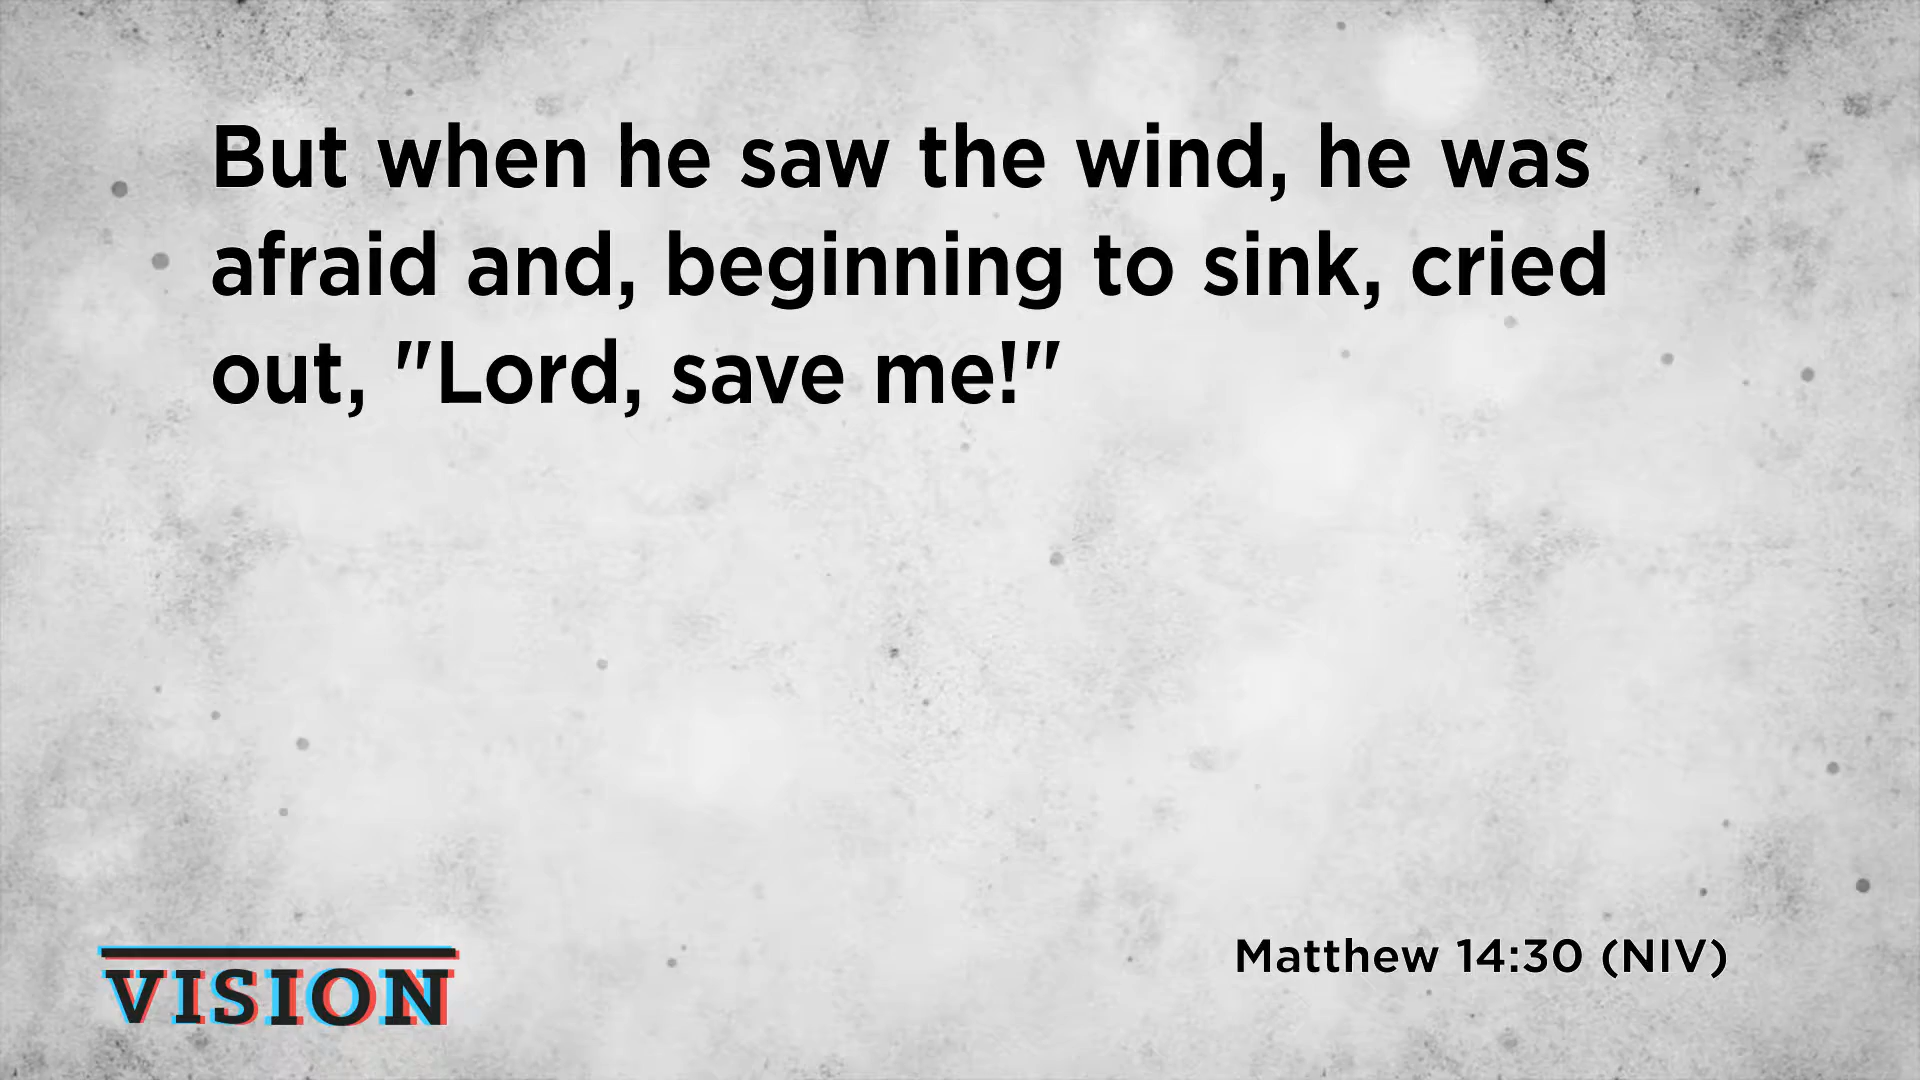 But when he saw the wind, he was
afraid and, beginning to sink, cried
out, "Lord, save me!"
Matthew 14:30 (NIV)
VISION